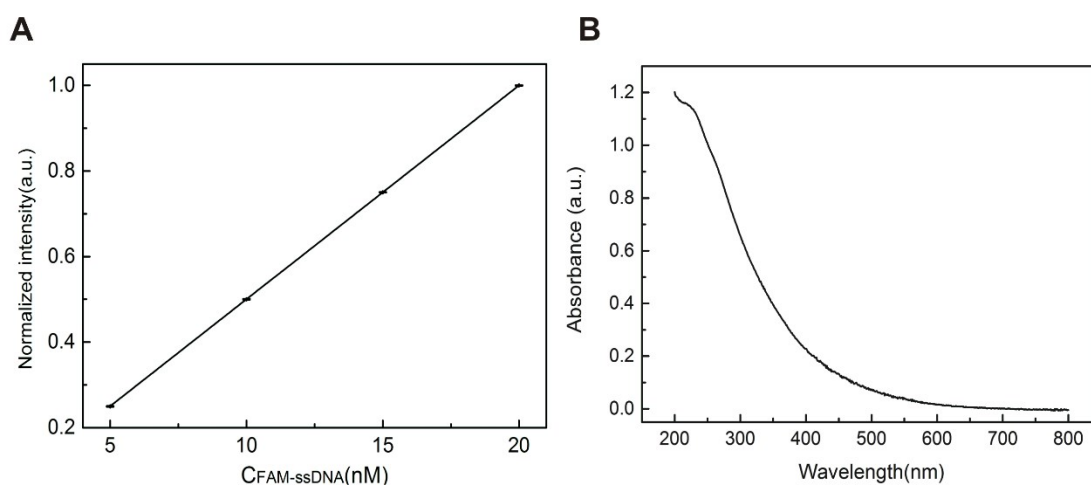 A
Normalized intensity(a.u.)
1.0
0.8
0.6
0.4
0.2
5 10 15 20
CFAM-ssDNA(nM)
B
Absorbance (a.u.)
1.2
1.0
0.8
0.6
0.4
0.2
0.0
200 300 400 500 600 700 800
Wavelength(nm)